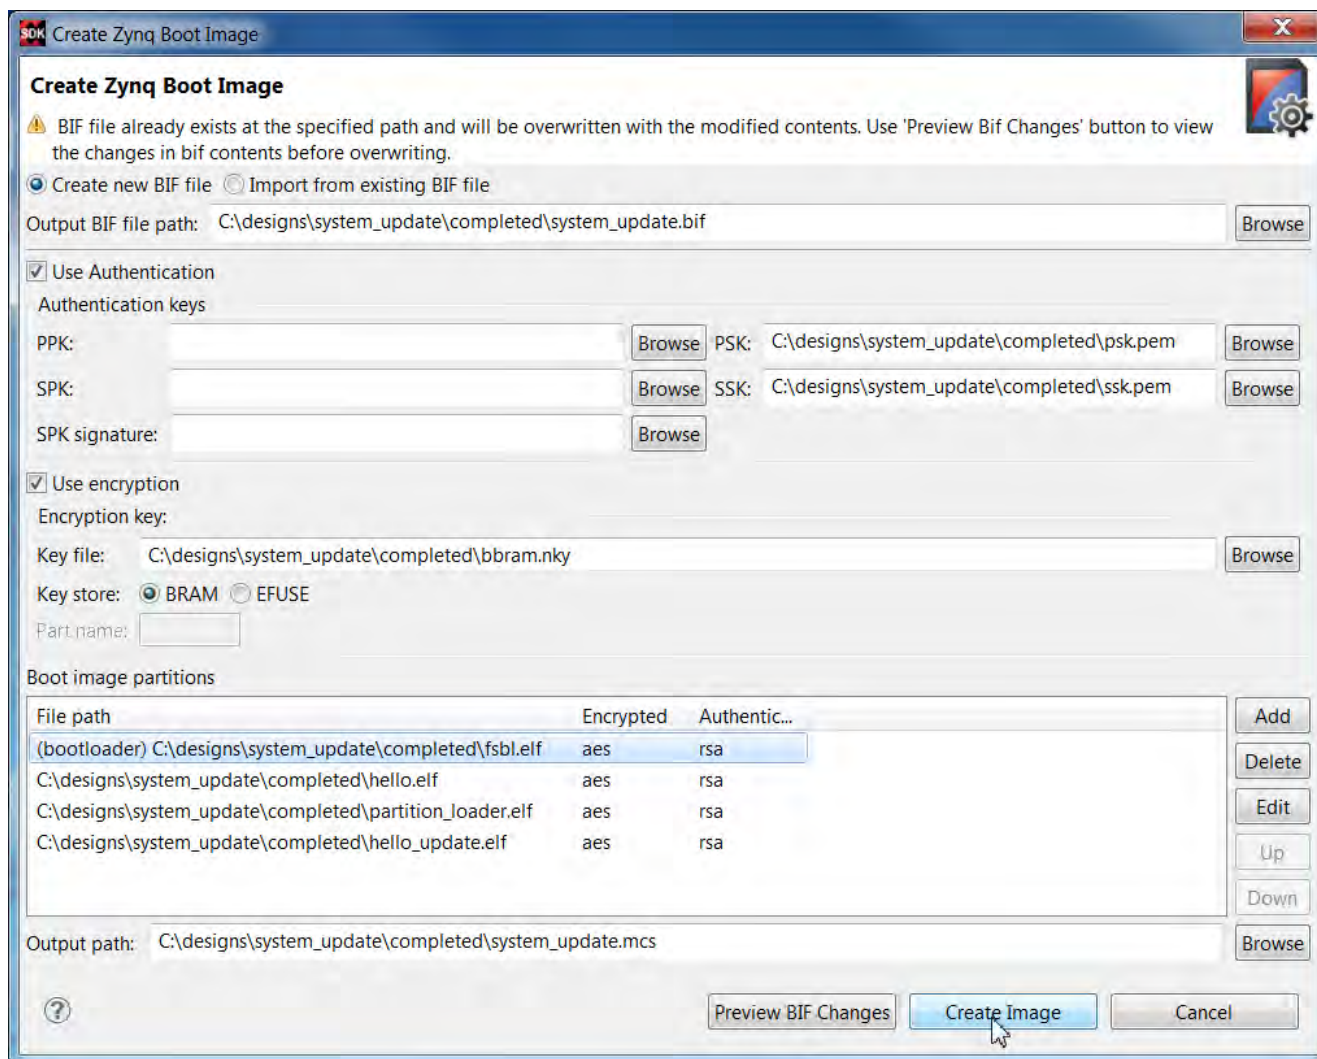 SDK Create Zynq Boot Image X
Create Zynq Boot Image
BIF file already exists at the specified path and will be overwritten with the modified contents. Use 'Preview Bif Changes' button to view
the changes in bif contents before overwriting.
Create new BIF file Import from existing BIF file
Output BIF file path: C:\designs\system_update\completed\system_update.bif Browse
Use Authentication
Authentication keys
PPK: Browse PSK: C:\designs\system_update\completed\psk.pem Browse
SPK: Browse SSK: C:\designs\system_update\completed\ssk.pem Browse
SPK signature: Browse
Use encryption
Encryption key:
Key file: C:\designs\system_update\completed\bbram.nky Browse
Key store: BRAM EFUSE
Part name:
Boot image partitions
File path Encrypted Authentic... Add
(bootloader) C:\designs\system_update\completed\fsbl.elf aes rsa Delete
C:\designs\system_update\completed\hello.elf aes rsa
C:\designs\system_update\completed\partition_loader.elf aes rsa Edit
C:\designs\system_update\completed\hello_update.elf aes rsa Up
Down
Output path: C:\designs\system_update\completed\system_update.mcs Browse
? Preview BIF Changes Create Image Cancel